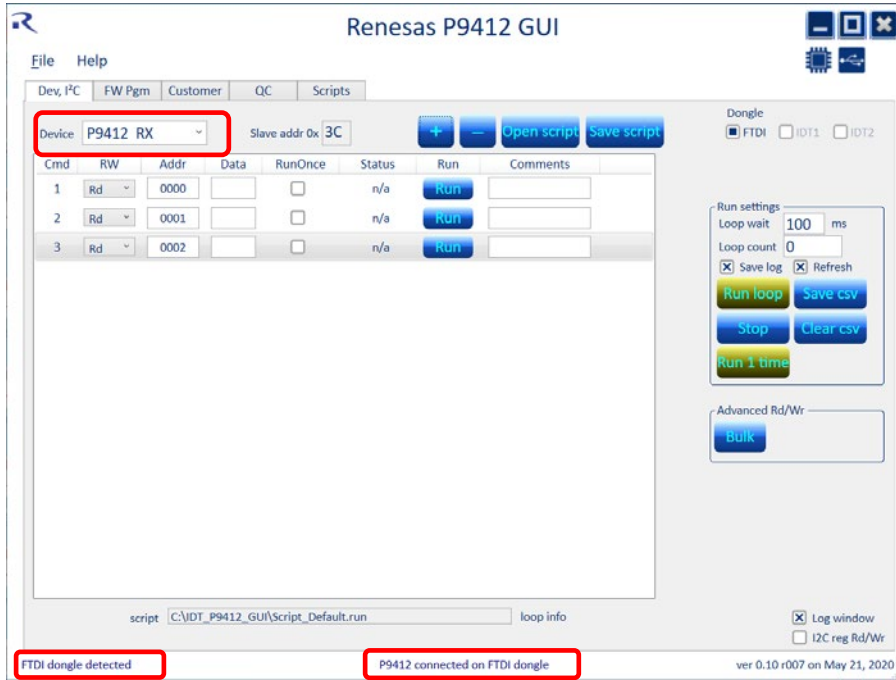 Renesas P9412 GUI
File Help
Dev, I²C FW Pgm Customer QC Scripts
Device P9412 RX Slave addr 0x 3C + – Open script Save script
Dongle
FTDI IDT1 IDT2
Cmd RW Addr Data RunOnce Status Run Comments
1 Rd 0000 n/a Run
2 Rd 0001 n/a Run
3 Rd 0002 n/a Run
Run settings
Loop wait 100 ms
Loop count 0
Save log Refresh
Run loop Save csv
Stop Clear csv
Run 1 time
Advanced Rd/Wr
Bulk
script C:\IDT_P9412_GUI\Script_Default.run loop info
Log window
I2C reg Rd/Wr
FTDI dongle detected P9412 connected on FTDI dongle ver 0.10 r007 on May 21, 2020